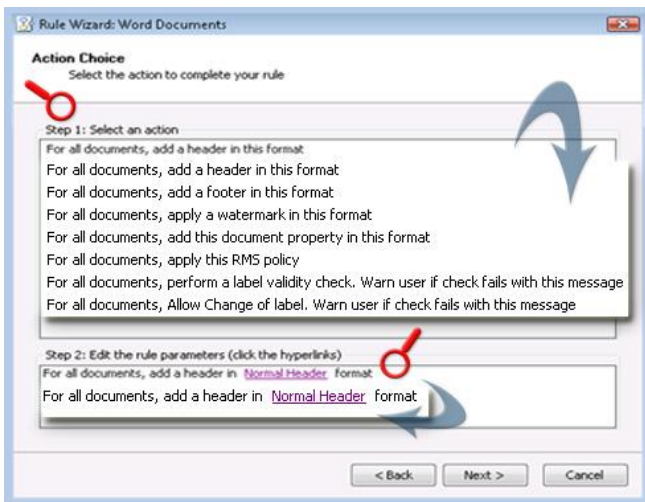 Rule Wizard: Word Documents
Action Choice
Select the action to complete your rule
Step 1: Select an action
For all documents, add a header in this format
For all documents, add a header in this format
For all documents, add a footer in this format
For all documents, apply a watermark in this format
For all documents, add this document property in this format
For all documents, apply this RMS policy
For all documents, perform a label validity check. Warn user if check fails with this message
For all documents, Allow Change of label. Warn user if check fails with this message
Step 2: Edit the rule parameters (click the hyperlinks)
For all documents, add a header in Normal Header format
For all documents, add a header in Normal Header format
< Back Next > Cancel